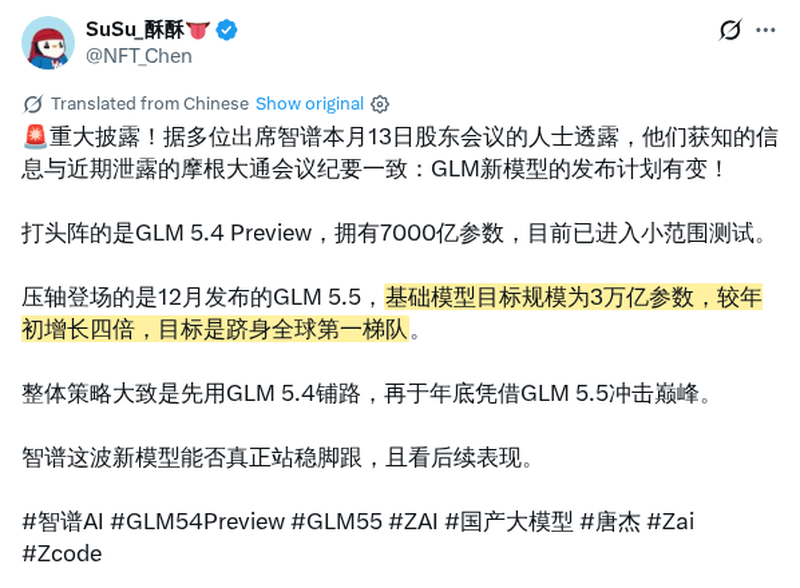 SuSu_酥酥👅
@NFT_Chen
Translated from Chinese Show original
🚨重大披露！据多位出席智谱本月13日股东会议的人士透露，他们获知的信
息与近期泄露的摩根大通会议纪要一致：GLM新模型的发布计划有变！
打头阵的是GLM 5.4 Preview，拥有7000亿参数，目前已进入小范围测试。
压轴登场的是12月发布的GLM 5.5，基础模型目标规模为3万亿参数，较年
初增长四倍，目标是跻身全球第一梯队。
整体策略大致是先用GLM 5.4铺路，再于年底凭借GLM 5.5冲击巅峰。
智谱这波新模型能否真正站稳脚跟，且看后续表现。
#智谱AI #GLM54Preview #GLM55 #ZAI #国产大模型 #唐杰 #Zai
#Zcode